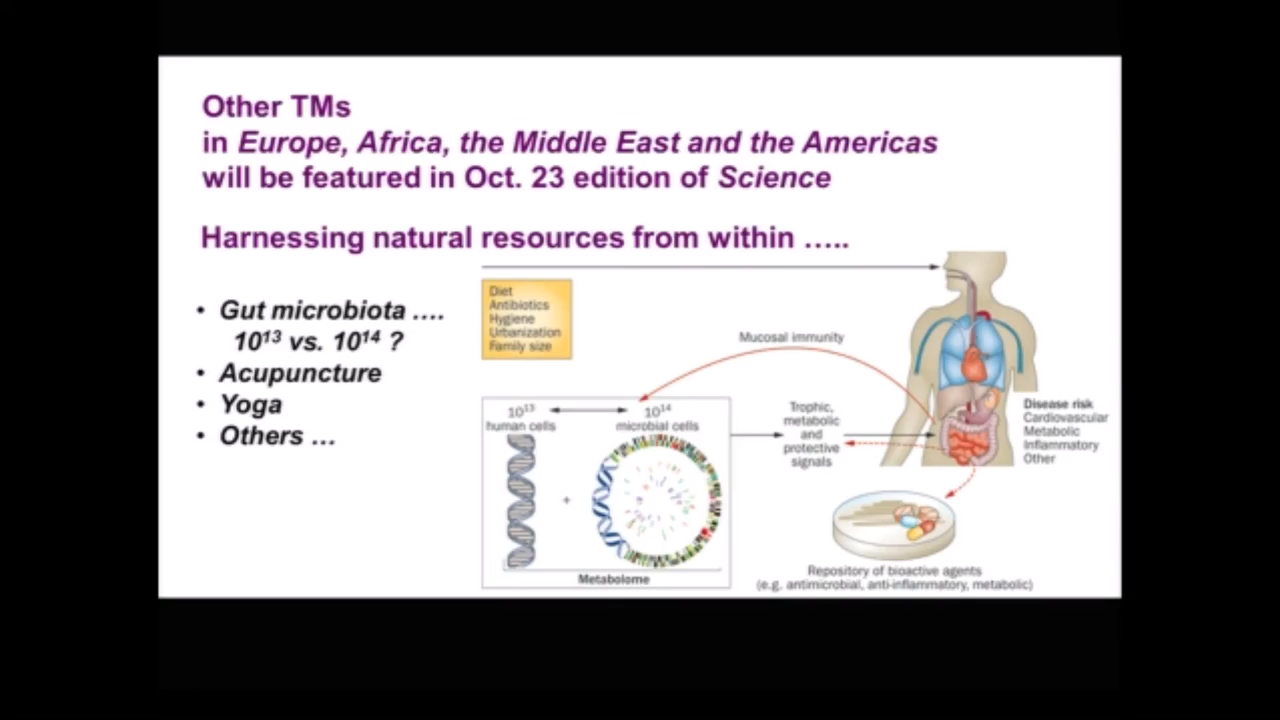 Other TMs
in Europe, Africa, the Middle East and the Americas
will be featured in Oct. 23 edition of Science
Harnessing natural resources from within …..
• Gut microbiota ….
10¹³ vs. 10¹⁴ ?
• Acupuncture
• Yoga
• Others …
Diet
Antibiotics
Hygiene
Urbanization
Family size
Mucosal immunity
10¹³
human cells
10¹⁴
microbial cells
+
Metabolome
Trophic,
metabolic
and
protective
signals
Disease risk
Cardiovascular
Metabolic
Inflammatory
Other
Repository of bioactive agents
(e.g. antimicrobial, anti-inflammatory, metabolic)